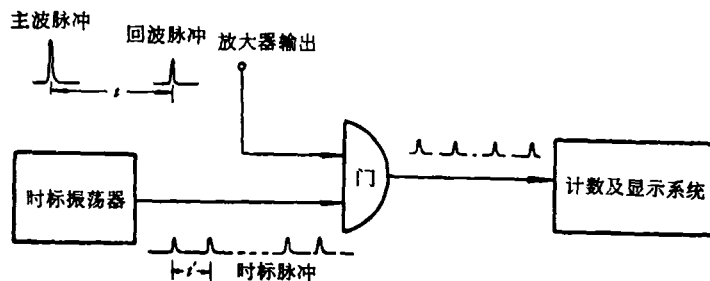 主波脉冲
回波脉冲
放大器输出
t
门
时标振荡器
计数及显示系统
t'
时标脉冲